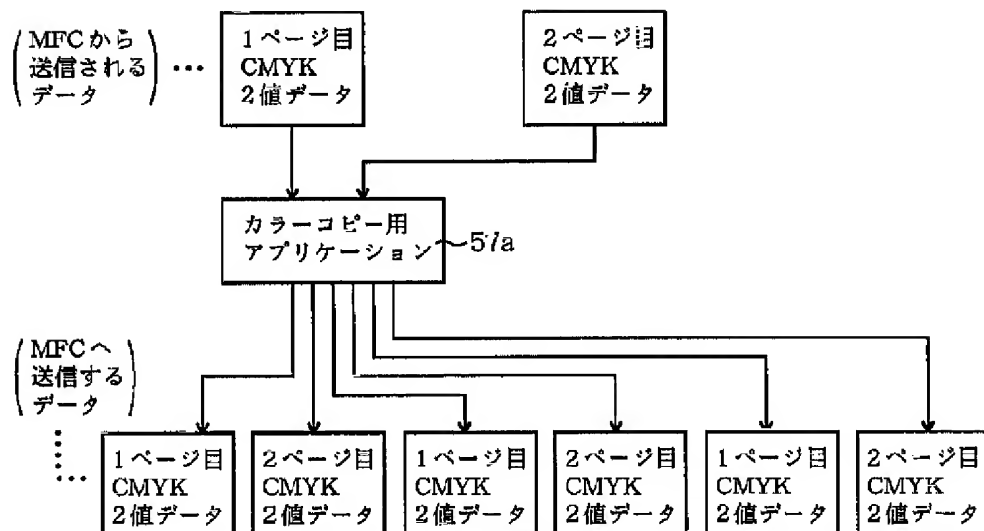 MFCから
送信される
データ
…
1ページ目
CMYK
2値データ
2ページ目
CMYK
2値データ
カラーコピー用
アプリケーション
57a
MFCへ
送信する
データ
1ページ目
CMYK
2値データ
2ページ目
CMYK
2値データ
1ページ目
CMYK
2値データ
2ページ目
CMYK
2値データ
1ページ目
CMYK
2値データ
2ページ目
CMYK
2値データ